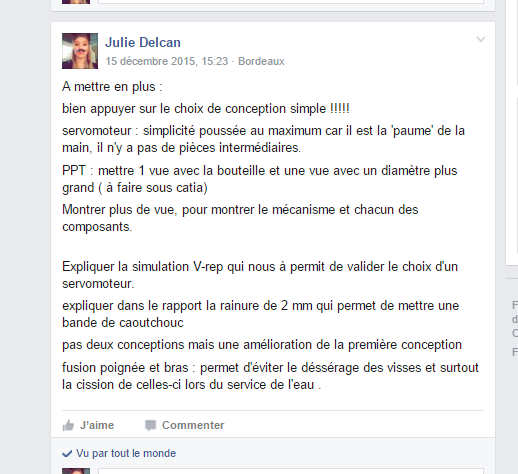 Julie Delcan
15 décembre 2015, 15:23 · Bordeaux
A mettre en plus :
bien appuyer sur le choix de conception simple !!!!!
servomoteur : simplicité poussée au maximum car il est la 'paume' de la
main, il n'y a pas de pièces intermédiaires.
PPT : mettre 1 vue avec la bouteille et une vue avec un diamètre plus
grand ( à faire sous catia)
Montrer plus de vue, pour montrer le mécanisme et chacun des
composants.
Expliquer la simulation V-rep qui nous à permit de valider le choix d'un
servomoteur.
expliquer dans le rapport la rainure de 2 mm qui permet de mettre une
bande de caoutchouc
pas deux conceptions mais une amélioration de la première conception
fusion poignée et bras : permet d'éviter le déssérage des visses et surtout
la cission de celles-ci lors du service de l'eau .
J'aime Commenter
Vu par tout le monde
F
d
C
F